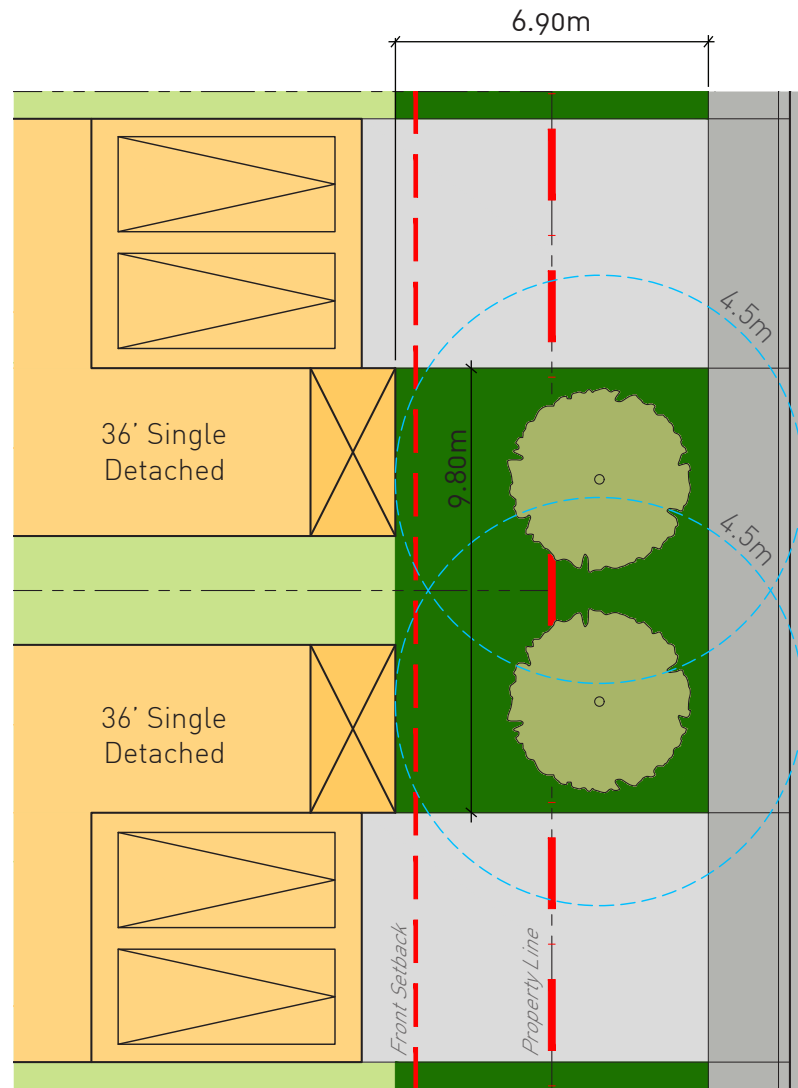 6.90m
4.5m
36’ Single
Detached
9.80m
4.5m
36’ Single
Detached
Front Setback
Property Line